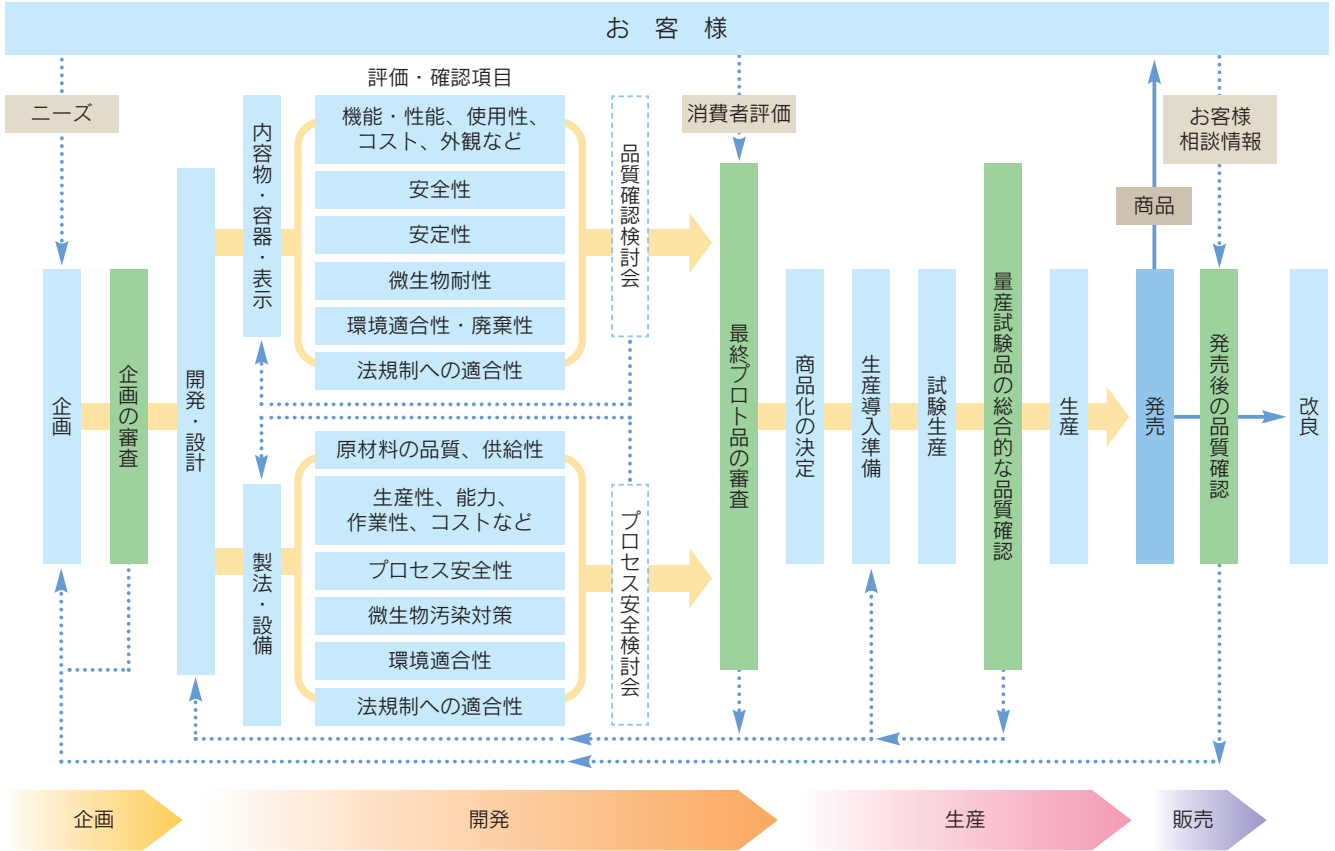 お 客 様
評価・確認項目
ニーズ
企画
企画の審査
開発・設計
内容物・容器・表示
機能・性能、使用性、
コスト、外観など
安全性
安定性
微生物耐性
環境適合性・廃棄性
法規制への適合性
品質確認検討会
製法・設備
原材料の品質、供給性
生産性、能力、
作業性、コストなど
プロセス安全性
微生物汚染対策
環境適合性
法規制への適合性
プロセス安全検討会
消費者評価
最終プロト品の審査
商品化の決定
生産導入準備
試験生産
量産試験品の総合的な品質確認
生産
商品
発売
お客様
相談情報
発売後の品質確認
改良
企画
開発
生産
販売